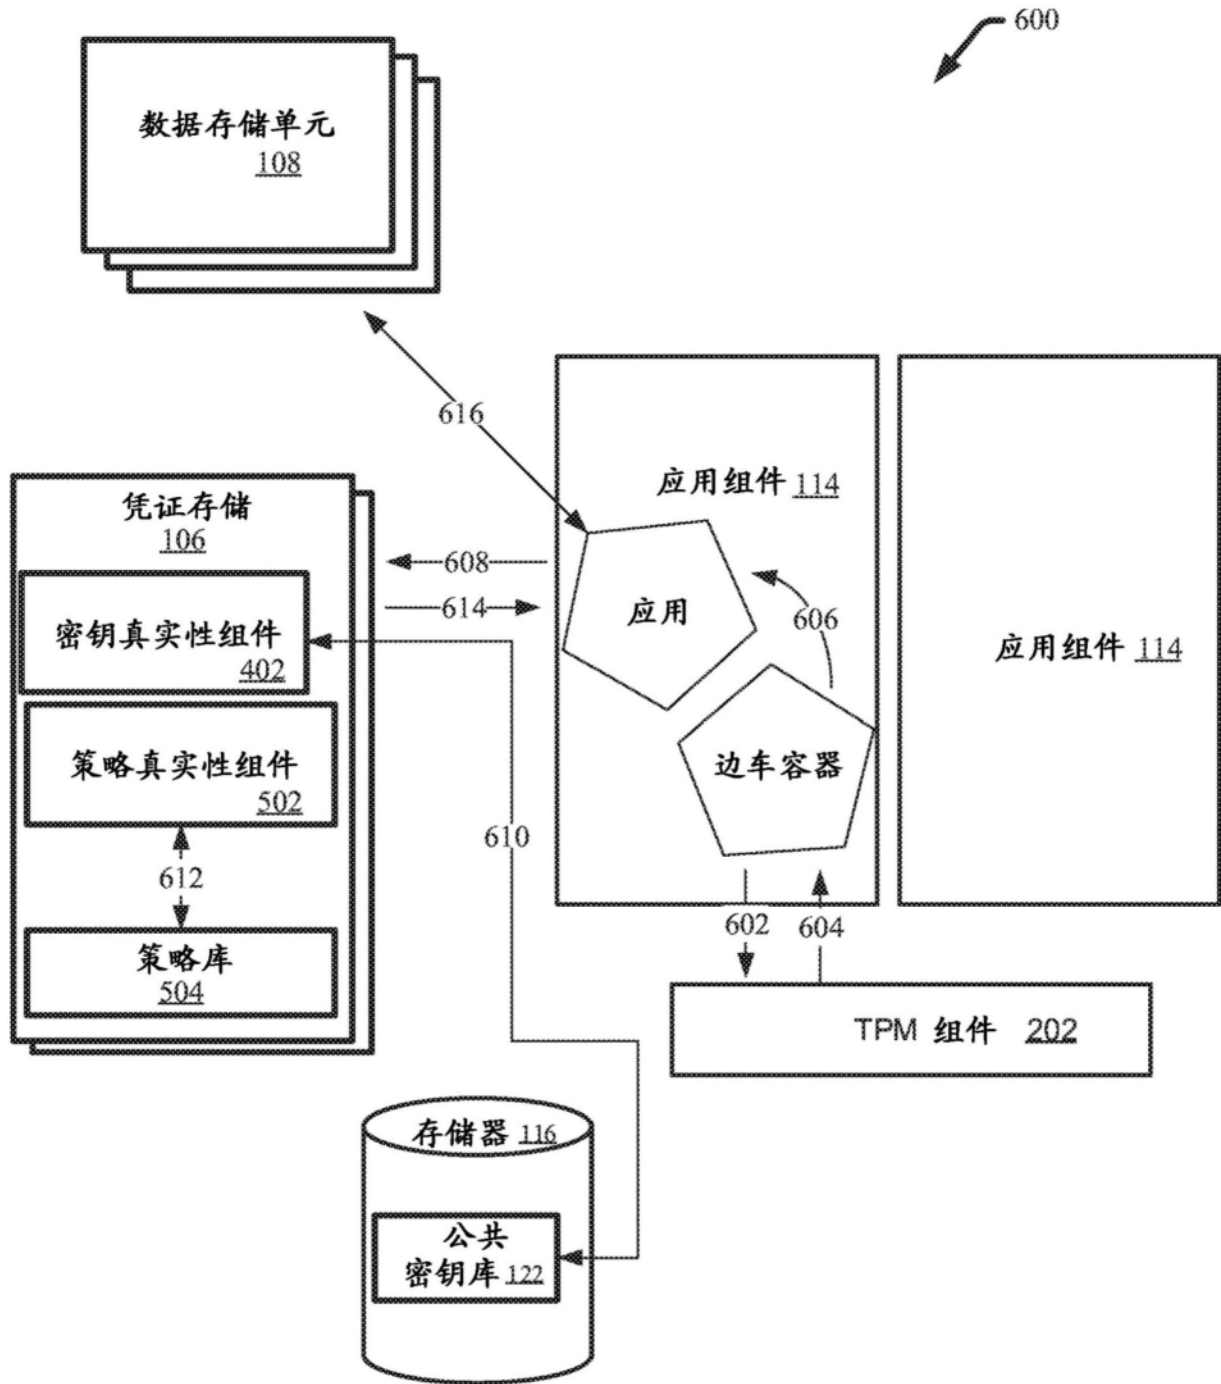 600
数据存储单元
108
616
应用组件 114
应用组件 114
凭证存储
106
608
614
应用
606
密钥真实性组件
402
策略真实性组件
502
边车容器
610
612
602
604
策略库
504
TPM 组件 202
存储器 116
公共
密钥库 122